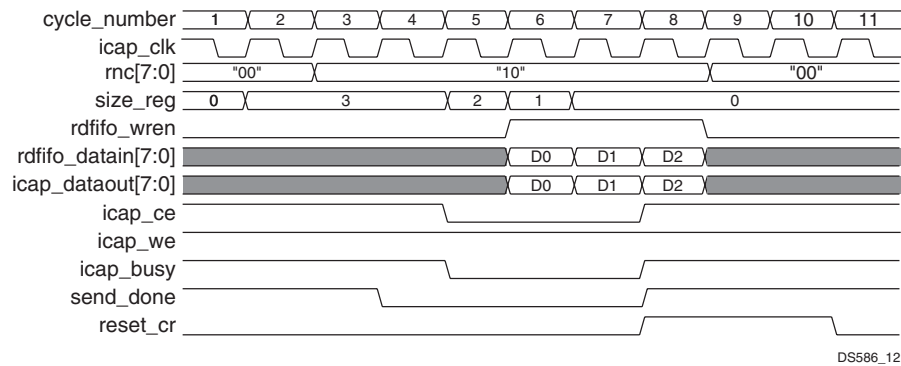 cycle_number 1 2 3 4 5 6 7 8 9 10 11
icap_clk
rnc[7:0] "00" "10" "00"
size_reg 0 3 2 1 0
rdfifo_wren
rdfifo_datain[7:0] D0 D1 D2
icap_dataout[7:0] D0 D1 D2
icap_ce
icap_we
icap_busy
send_done
reset_cr
DS586_12